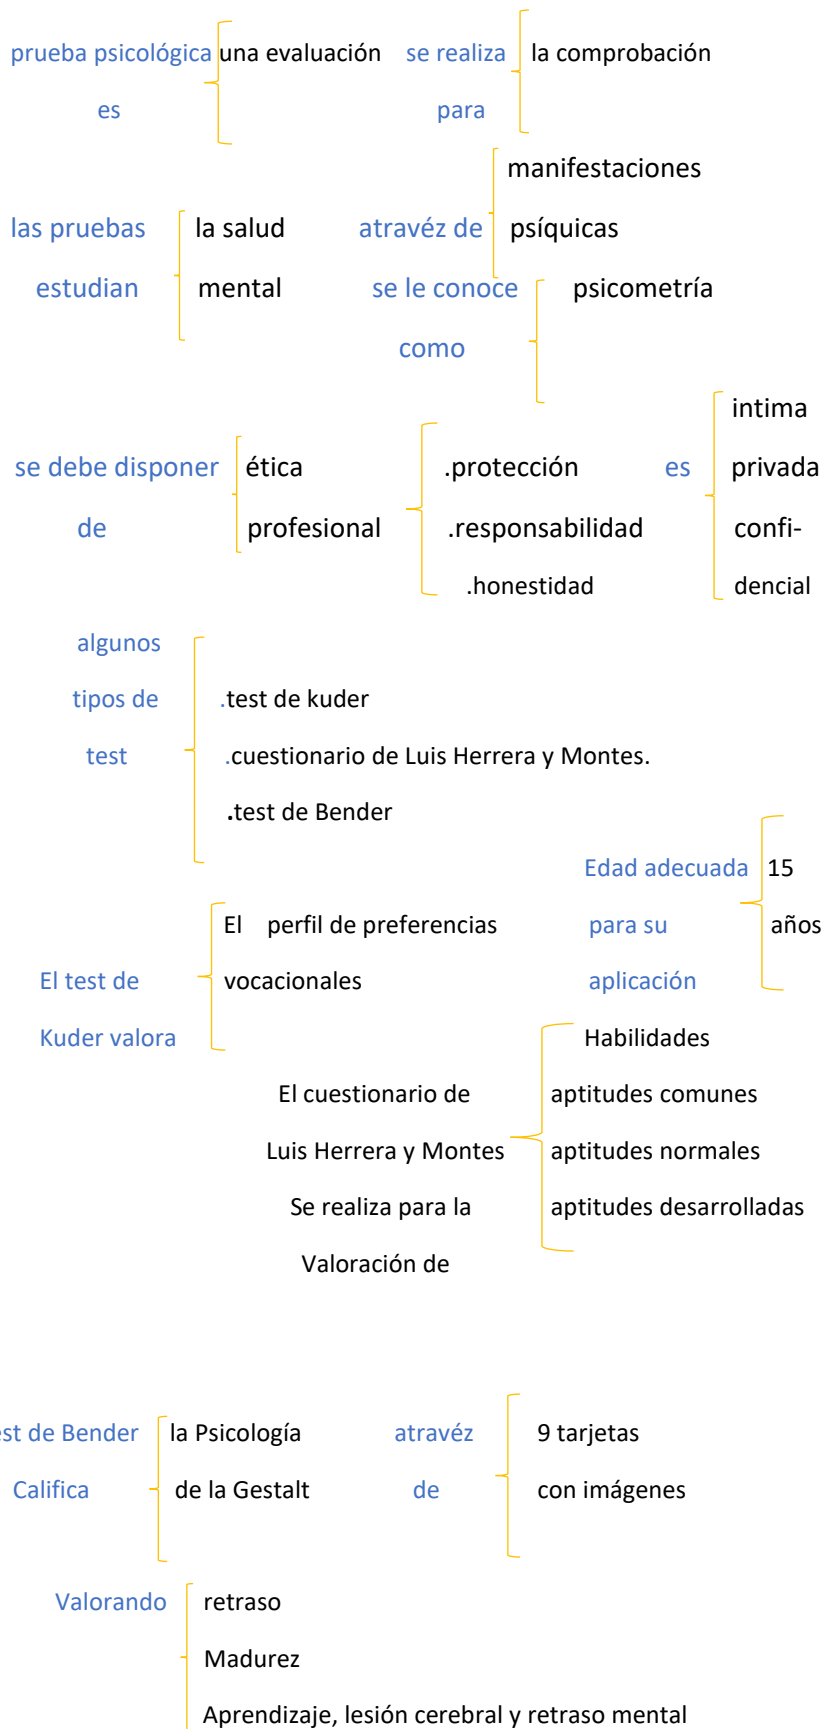 prueba psicológica una evaluación se realiza la comprobación
es para
manifestaciones
las pruebas la salud atravéz de psíquicas
estudian mental se le conoce psicometría
como
intima
se debe disponer ética .protección es privada
de profesional .responsabilidad confi-
.honestidad dencial
algunos
tipos de .test de kuder
test .cuestionario de Luis Herrera y Montes.
.test de Bender
Edad adecuada 15
El perfil de preferencias para su años
El test de vocacionales aplicación
Kuder valora Habilidades
El cuestionario de aptitudes comunes
Luis Herrera y Montes aptitudes normales
Se realiza para la aptitudes desarrolladas
Valoración de
est de Bender la Psicología atravéz 9 tarjetas
Califica de la Gestalt de con imágenes
Valorando retraso
Madurez
Aprendizaje, lesión cerebral y retraso mental